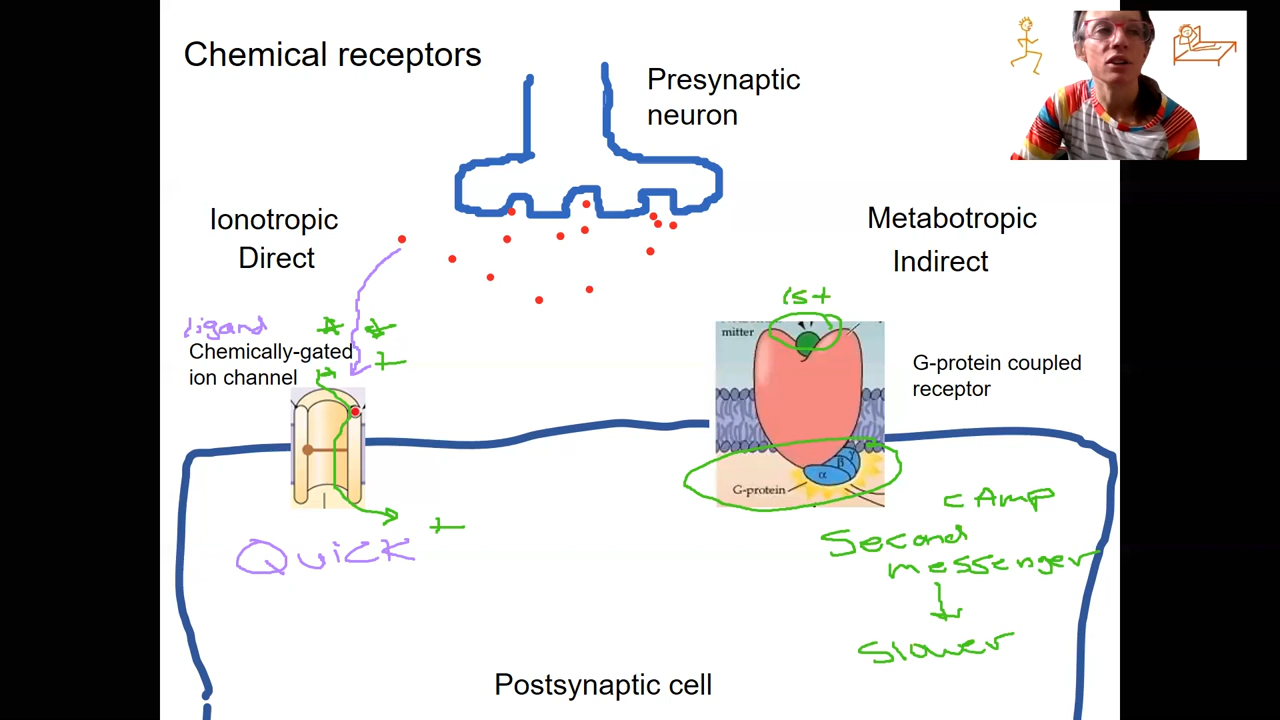 Chemical receptors
Presynaptic
neuron
Ionotropic
Direct
Metabotropic
Indirect
ligand
Chemically-gated
ion channel
+
+
Quick
1st
mitter
G-protein coupled
receptor
γ
β
α
G-protein
cAmp
Second
messenger
Slower
Postsynaptic cell